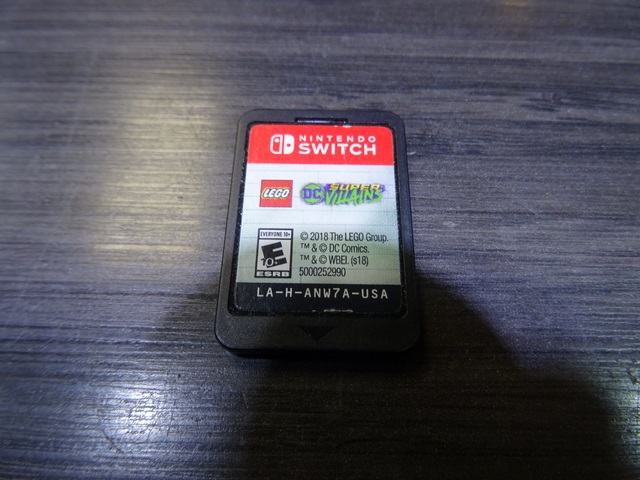 NINTENDO
SWITCH
LEGO DC SUPER
VILLAINS
EVERYONE 10+
E
10+
ESRB
© 2018 The LEGO Group.
™ & © DC Comics.
™ & © WBEI. (s18)
5000252990
LA-H-ANW7A-USA